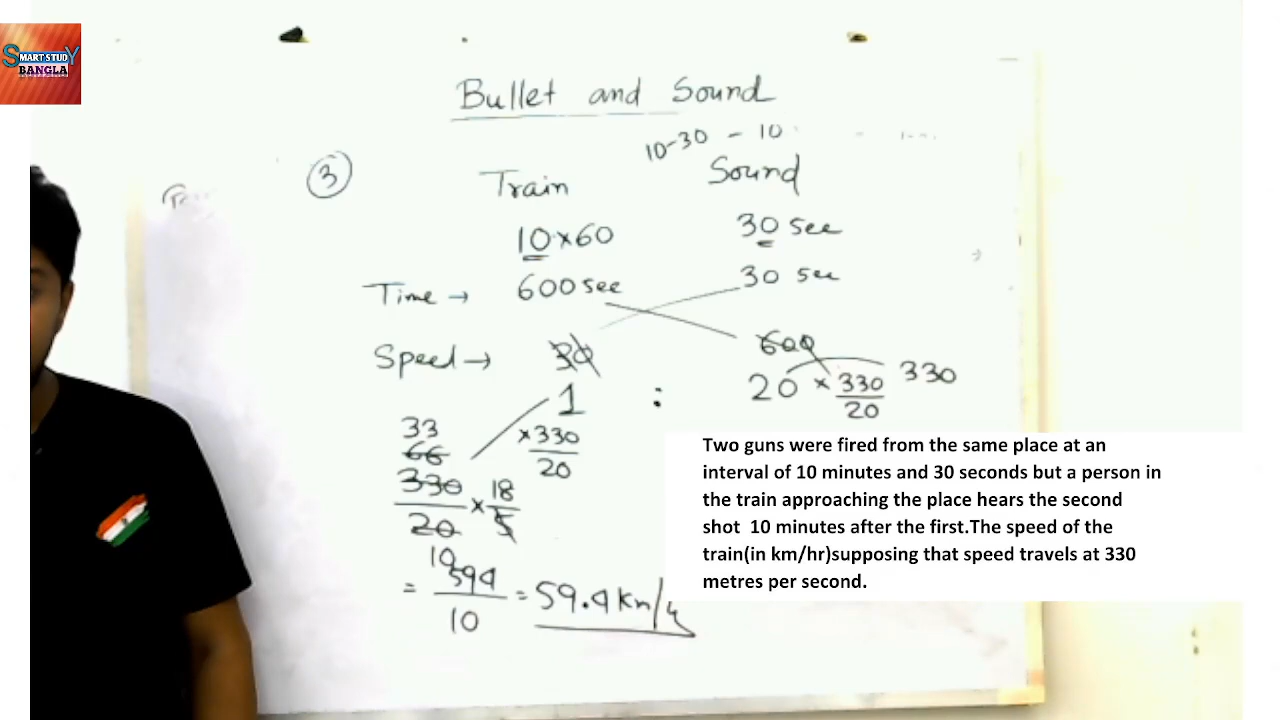 SMART STUDY
BANGLA
Bullet and Sound
10-30 - 10
3
Train Sound
10×60 30 sec
Time → 600 sec 30 sec
Speed → 30 600
1 : 20 × 330/20 330
×330/20
33
66
330/20 × 18/5
10
= 594/10 = 59.4 km/h
Two guns were fired from the same place at an
interval of 10 minutes and 30 seconds but a person in
the train approaching the place hears the second
shot 10 minutes after the first.The speed of the
train(in km/hr)supposing that speed travels at 330
metres per second.